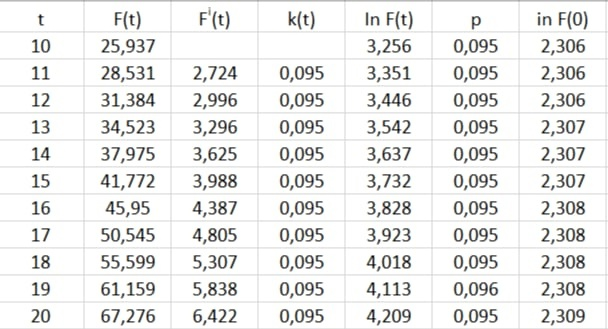 t F(t) F'(t) k(t) In F(t) p in F(0)
10 25,937 3,256 0,095 2,306
11 28,531 2,724 0,095 3,351 0,095 2,306
12 31,384 2,996 0,095 3,446 0,095 2,306
13 34,523 3,296 0,095 3,542 0,095 2,307
14 37,975 3,625 0,095 3,637 0,095 2,307
15 41,772 3,988 0,095 3,732 0,095 2,307
16 45,95 4,387 0,095 3,828 0,095 2,308
17 50,545 4,805 0,095 3,923 0,095 2,308
18 55,599 5,307 0,095 4,018 0,095 2,308
19 61,159 5,838 0,095 4,113 0,096 2,308
20 67,276 6,422 0,095 4,209 0,095 2,309